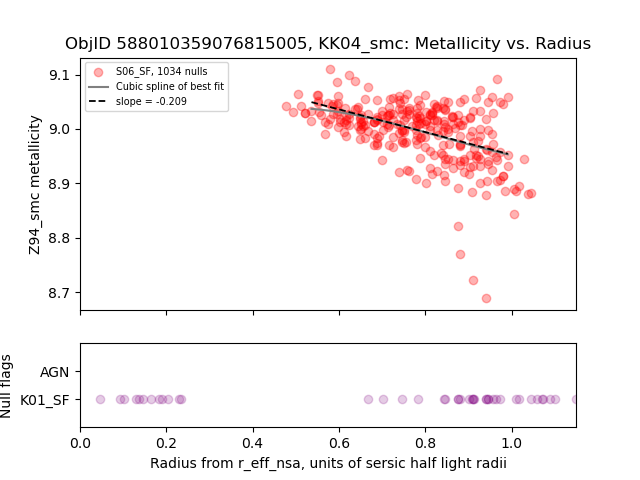 ObjID 588010359076815005, KK04_smc: Metallicity vs. Radius
S06_SF, 1034 nulls
Cubic spline of best fit
slope = -0.209
Z94_smc metallicity
9.1
9.0
8.9
8.8
8.7
Null flags
AGN
K01_SF
0.0 0.2 0.4 0.6 0.8 1.0
Radius from r_eff_nsa, units of sersic half light radii